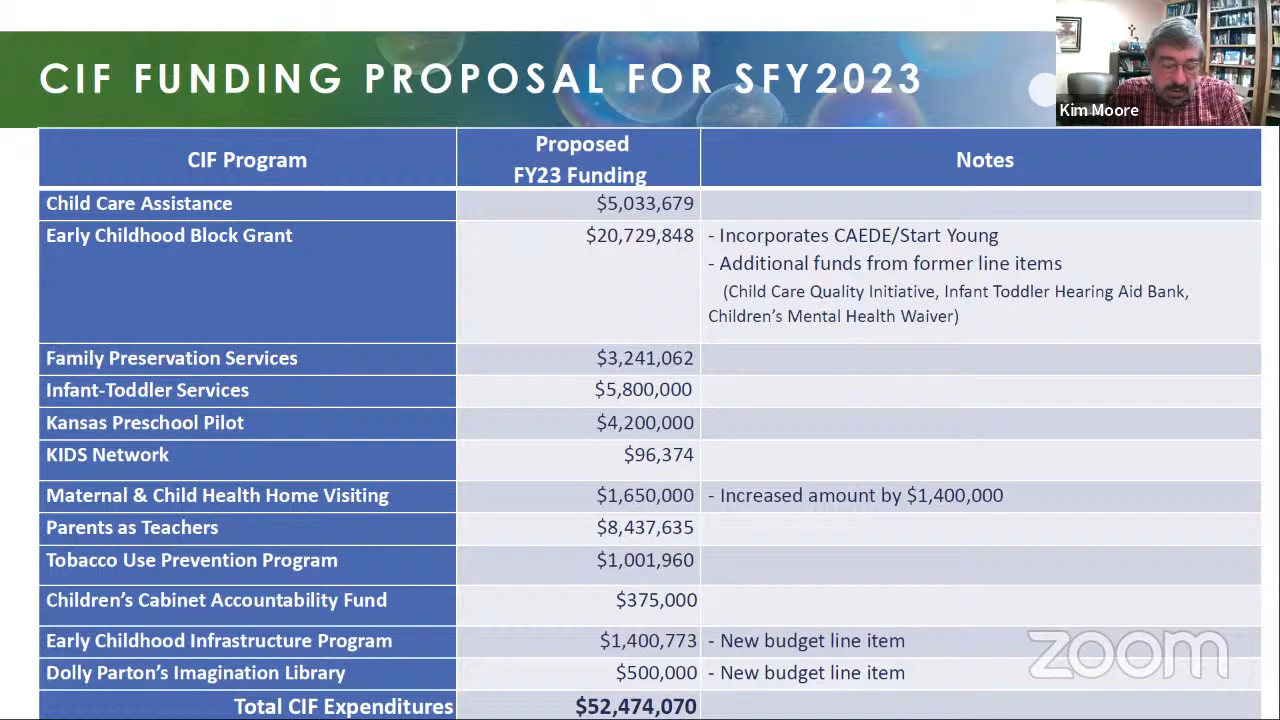 CIF FUNDING PROPOSAL FOR SFY2023
Kim Moore
CIF Program
Proposed
FY23 Funding
Notes
Child Care Assistance $5,033,679
Early Childhood Block Grant $20,729,848 - Incorporates CAEDE/Start Young
- Additional funds from former line items
(Child Care Quality Initiative, Infant Toddler Hearing Aid Bank,
Children’s Mental Health Waiver)
Family Preservation Services $3,241,062
Infant-Toddler Services $5,800,000
Kansas Preschool Pilot $4,200,000
KIDS Network $96,374
Maternal & Child Health Home Visiting $1,650,000 - Increased amount by $1,400,000
Parents as Teachers $8,437,635
Tobacco Use Prevention Program $1,001,960
Children’s Cabinet Accountability Fund $375,000
Early Childhood Infrastructure Program $1,400,773 - New budget line item
Dolly Parton’s Imagination Library $500,000 - New budget line item
Total CIF Expenditures $52,474,070
zoom